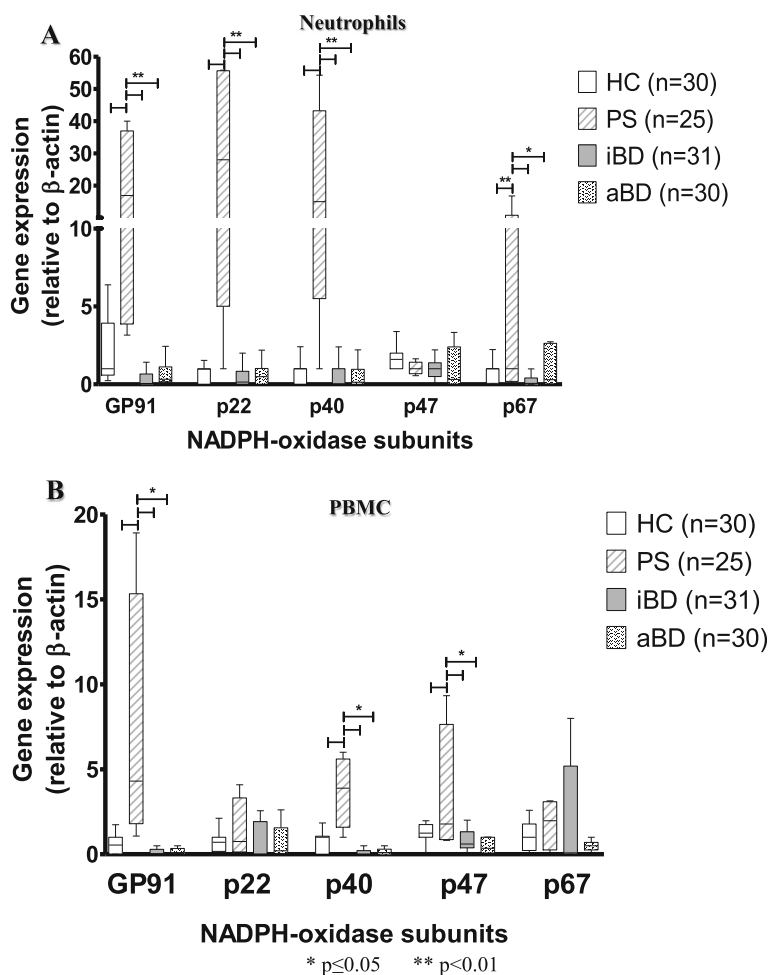 A
Neutrophils
Gene expression
(relative to β-actin)
60
50
40
30
20
10
5
0
**
**
**
**
*
GP91
p22
p40
p47
p67
NADPH-oxidase subunits
HC (n=30)
PS (n=25)
iBD (n=31)
aBD (n=30)
B
PBMC
Gene expression
(relative to β-actin)
20
15
10
5
0
*
*
*
GP91
p22
p40
p47
p67
NADPH-oxidase subunits
HC (n=30)
PS (n=25)
iBD (n=31)
aBD (n=30)
* p≤0.05 ** p<0.01